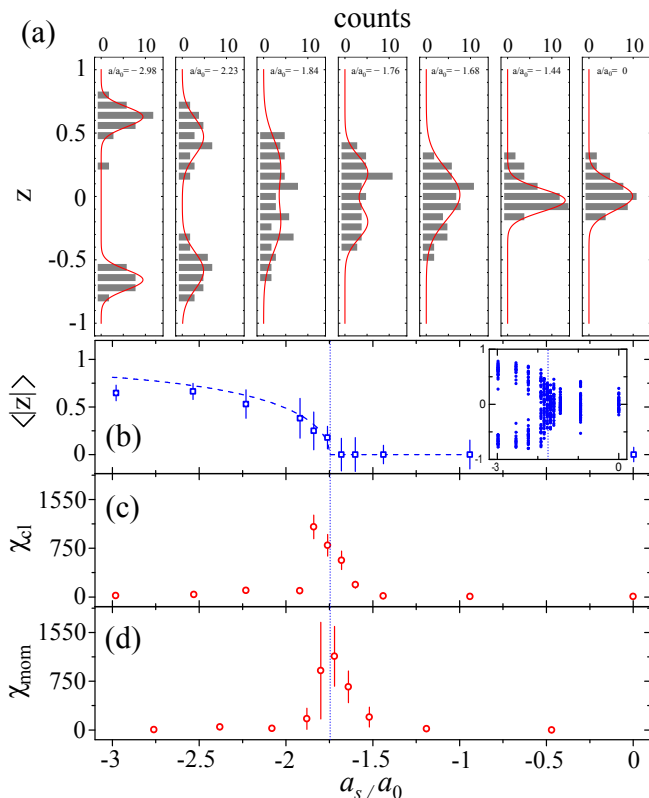 counts
(a)
0 10 0 10 0 10 0 10 0 10 0 10 0 10
a/a₀= − 2.98 a/a₀= − 2.23 a/a₀= − 1.84 a/a₀= − 1.76 a/a₀= − 1.68 a/a₀= − 1.44 a/a₀= 0
1
0.5
z
0
-0.5
-1
1
⟨|z|⟩
0.5
0
(b)
1
0
-1
-3 0
1550
χcl
750
0
(c)
1550
χmom
750
0
(d)
-3 -2.5 -2 -1.5 -1 -0.5 0
aₛ/a₀